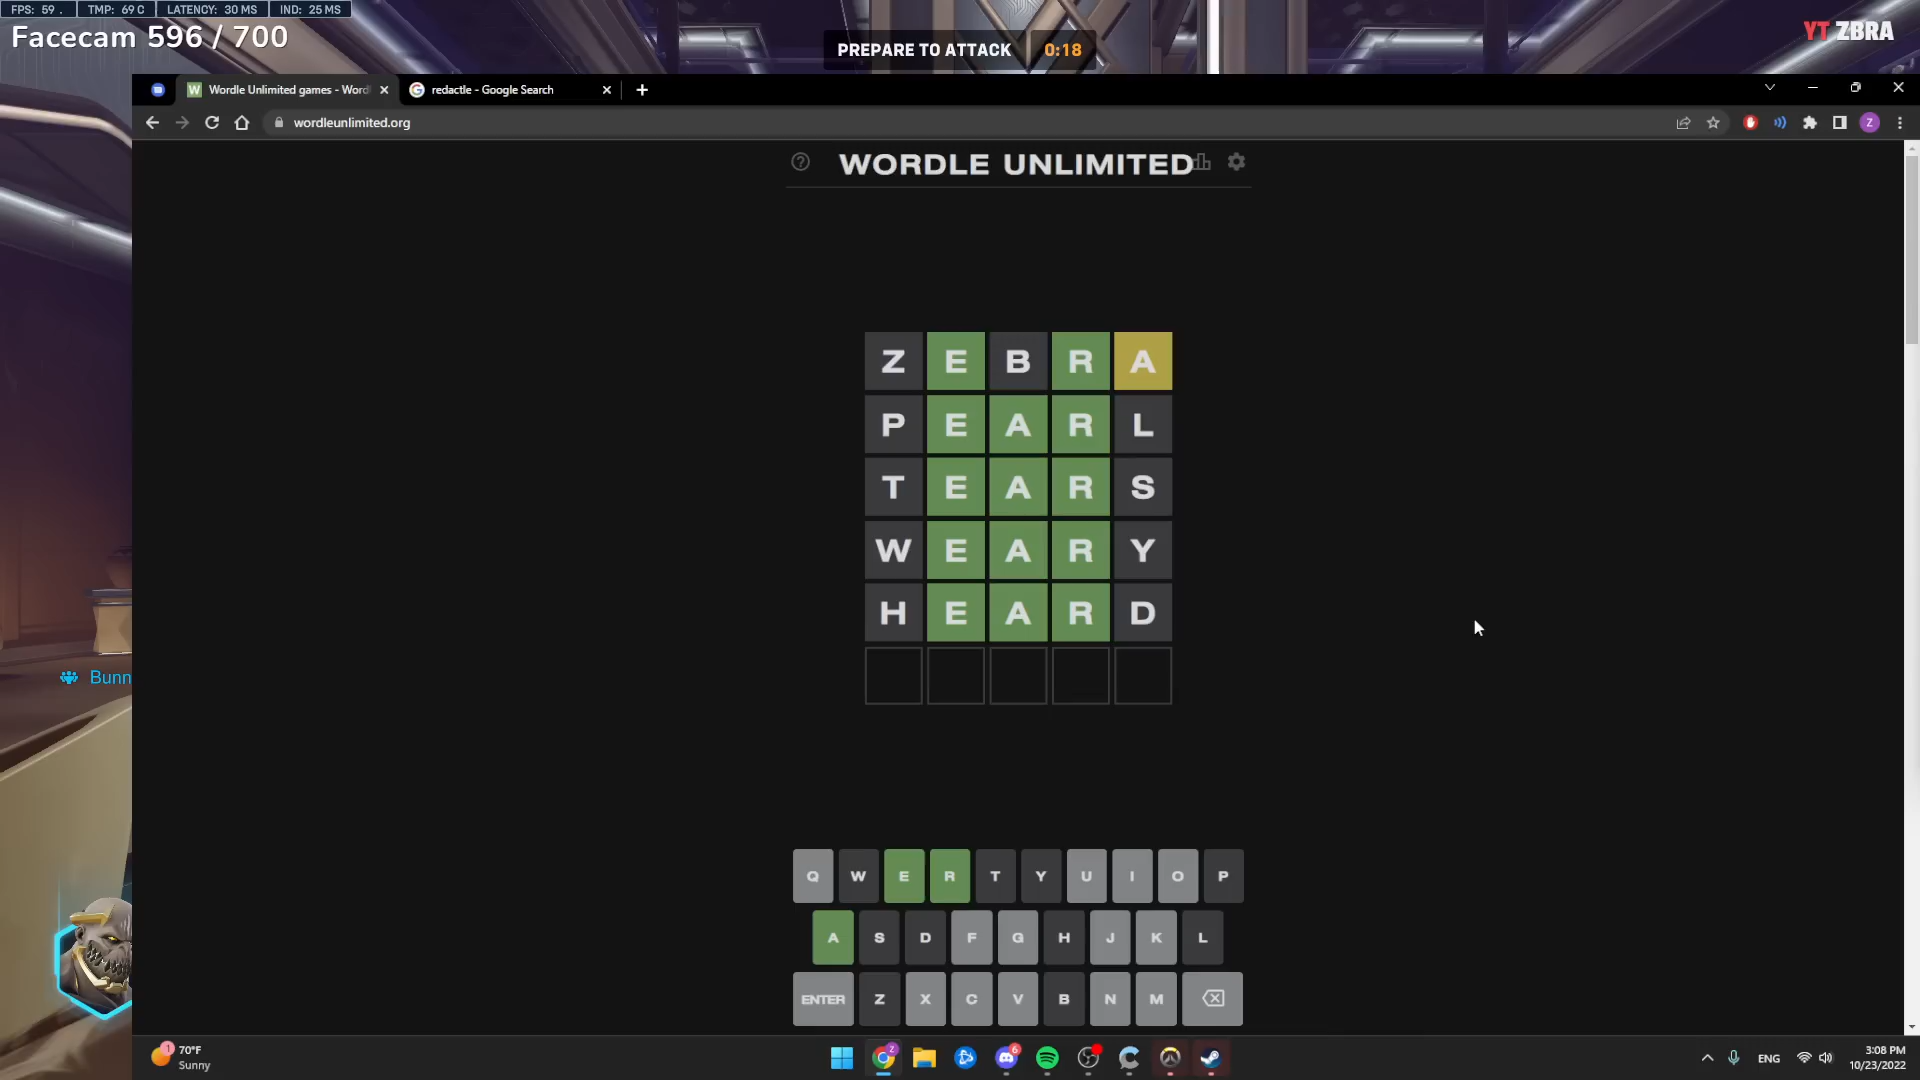 FPS: 59 . TMP: 69 C LATENCY: 30 MS IND: 25 MS
Facecam 596 / 700
PREPARE TO ATTACK 0:18
YT ZBRA
Wordle Unlimited games - Word
redactle - Google Search
wordleunlimited.org
Z
WORDLE UNLIMITED
Z E B R A
P E A R L
T E A R S
W E A R Y
H E A R D
Bunn
Q W E R T Y U I O P
A S D F G H J K L
ENTER Z X C V B N M
1
70°F
Sunny
Z
6
ENG
3:08 PM
10/23/2022